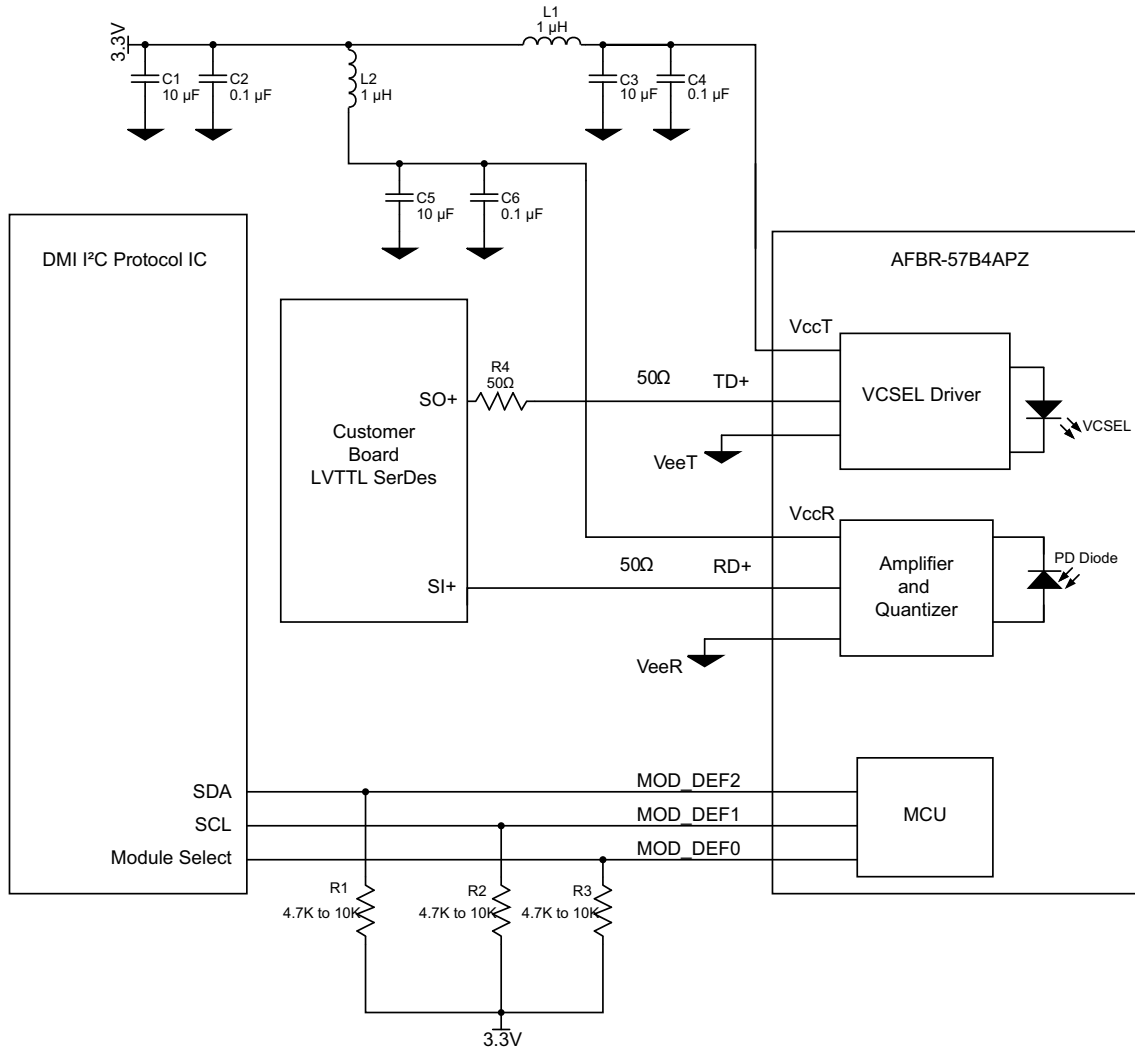 L1
1 µH
3.3V
C1
10 µF
C2
0.1 µF
L2
1 µH
C3
10 µF
C4
0.1 µF
C5
10 µF
C6
0.1 µF
DMI I²C Protocol IC
AFBR-57B4APZ
VccT
R4
50Ω
50Ω
TD+
SO+
VCSEL Driver
VCSEL
Customer
Board
LVTTL SerDes
VeeT
VccR
50Ω
RD+
SI+
Amplifier
and
Quantizer
PD Diode
VeeR
SDA
MOD_DEF2
SCL
MOD_DEF1
MCU
Module Select
MOD_DEF0
R1
4.7K to 10K
R2
4.7K to 10K
R3
4.7K to 10K
3.3V